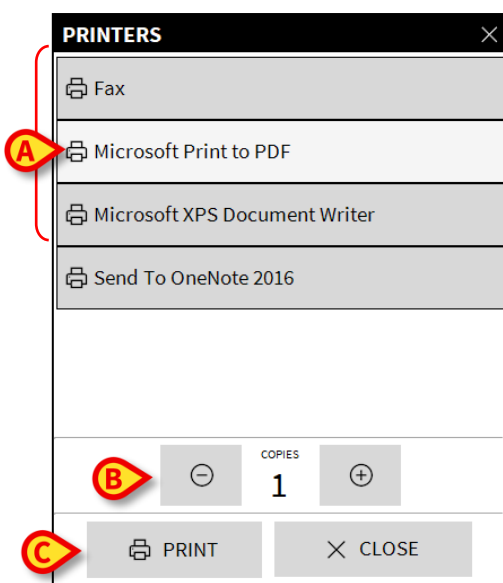 PRINTERS
Fax
A
Microsoft Print to PDF
Microsoft XPS Document Writer
Send To OneNote 2016
COPIES
B
1
C
PRINT
CLOSE